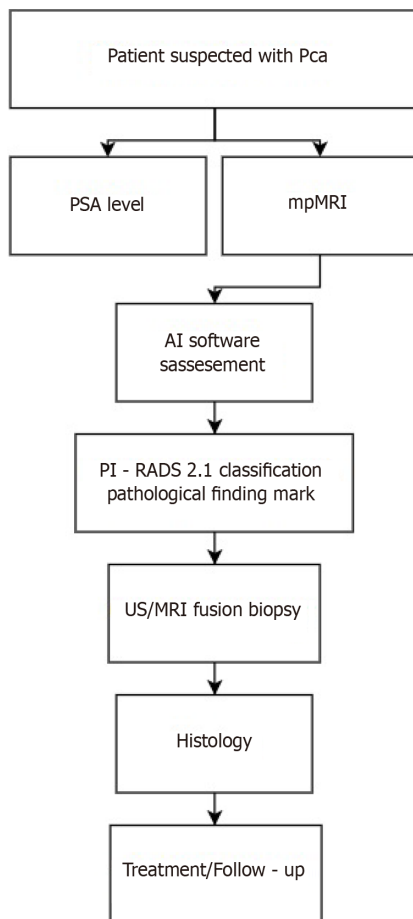 Patient suspected with Pca
PSA level
mpMRI
AI software
sassesement
PI - RADS 2.1 classification
pathological finding mark
US/MRI fusion biopsy
Histology
Treatment/Follow - up